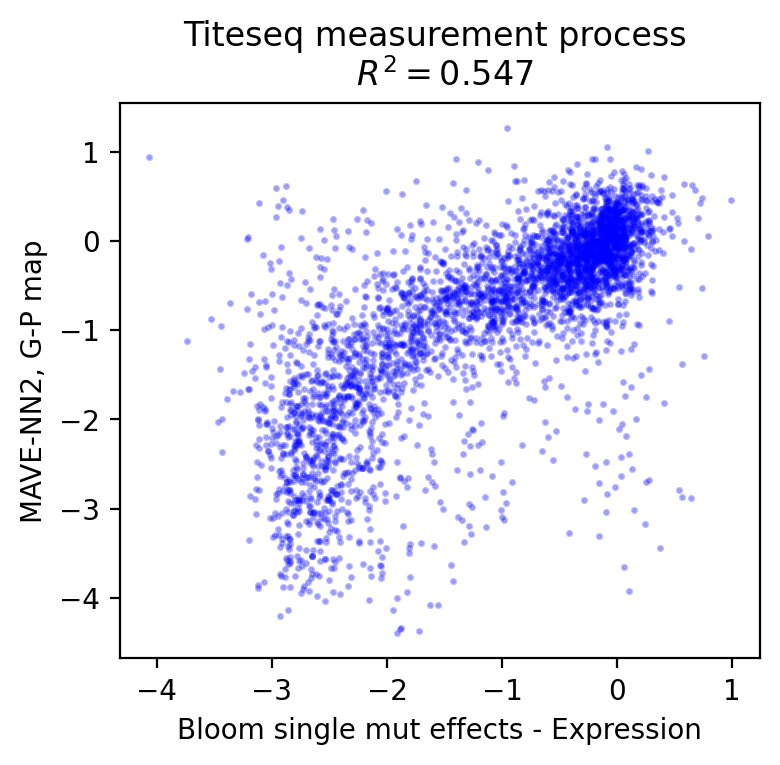 Titeseq measurement process
R² = 0.547
MAVE-NN2, G-P map
1
0
−1
−2
−3
−4
−4 −3 −2 −1 0 1
Bloom single mut effects - Expression